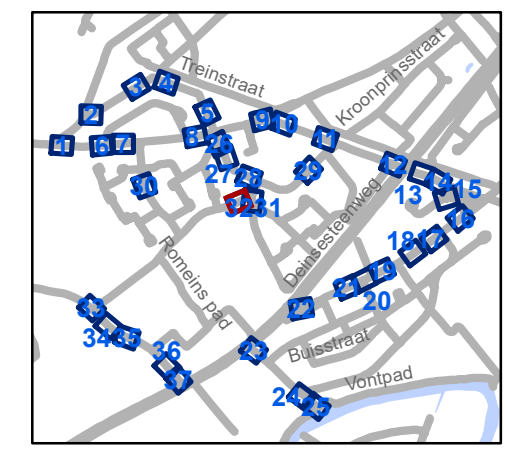 Treinstraat
Kroonprinsstraat
3 4
2 5
9 10
1 6 7 8 26 11
27 28 29 12
30 13 14 15
32 31
Deinsesteenweg
16
18 17
Romeins pad
21 19
20
33 22
34 35
36 23
Buisstraat
37
Vontpad
24 25